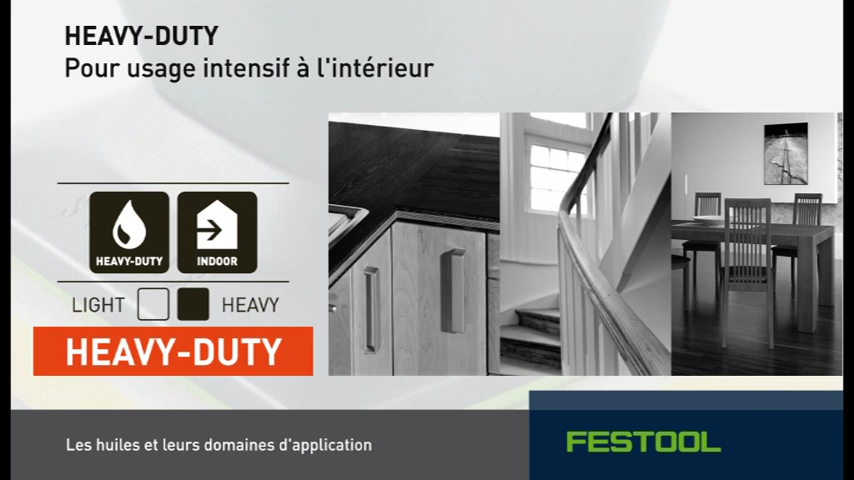 HEAVY-DUTY
Pour usage intensif à l'intérieur
HEAVY-DUTY
INDOOR
LIGHT
HEAVY
HEAVY-DUTY
Les huiles et leurs domaines d'application
FESTOOL